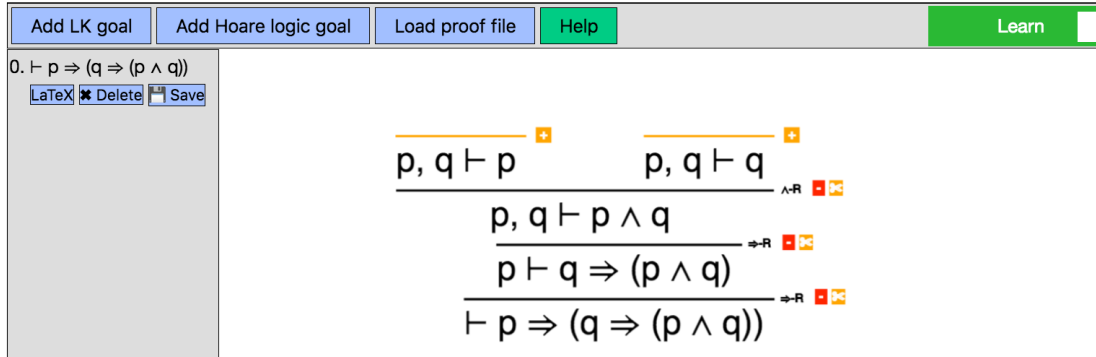 Add LK goal Add Hoare logic goal Load proof file Help Learn
0. ⊢ p ⇒ (q ⇒ (p ∧ q))
LaTeX ✖ Delete 💾 Save
+ +
p, q ⊢ p p, q ⊢ q
∧-R -
p, q ⊢ p ∧ q
⇒-R -
p ⊢ q ⇒ (p ∧ q)
⇒-R -
⊢ p ⇒ (q ⇒ (p ∧ q))